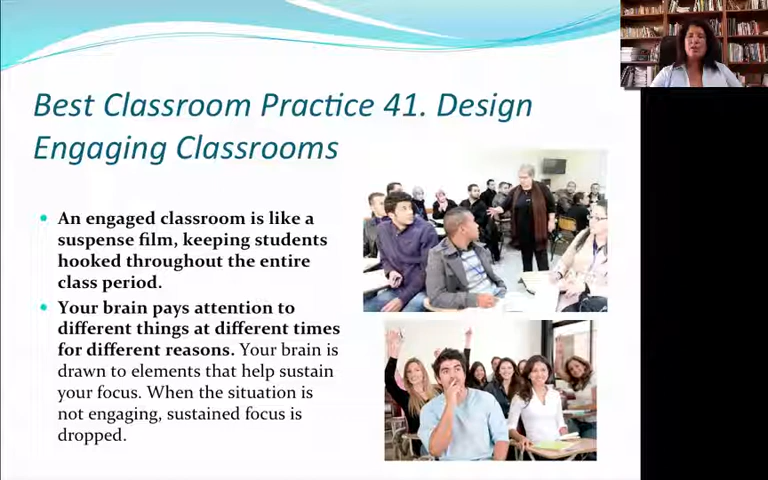 Best Classroom Practice 41. Design
Engaging Classrooms
• An engaged classroom is like a
suspense film, keeping students
hooked throughout the entire
class period.
• Your brain pays attention to
different things at different times
for different reasons. Your brain is
drawn to elements that help sustain
your focus. When the situation is
not engaging, sustained focus is
dropped.